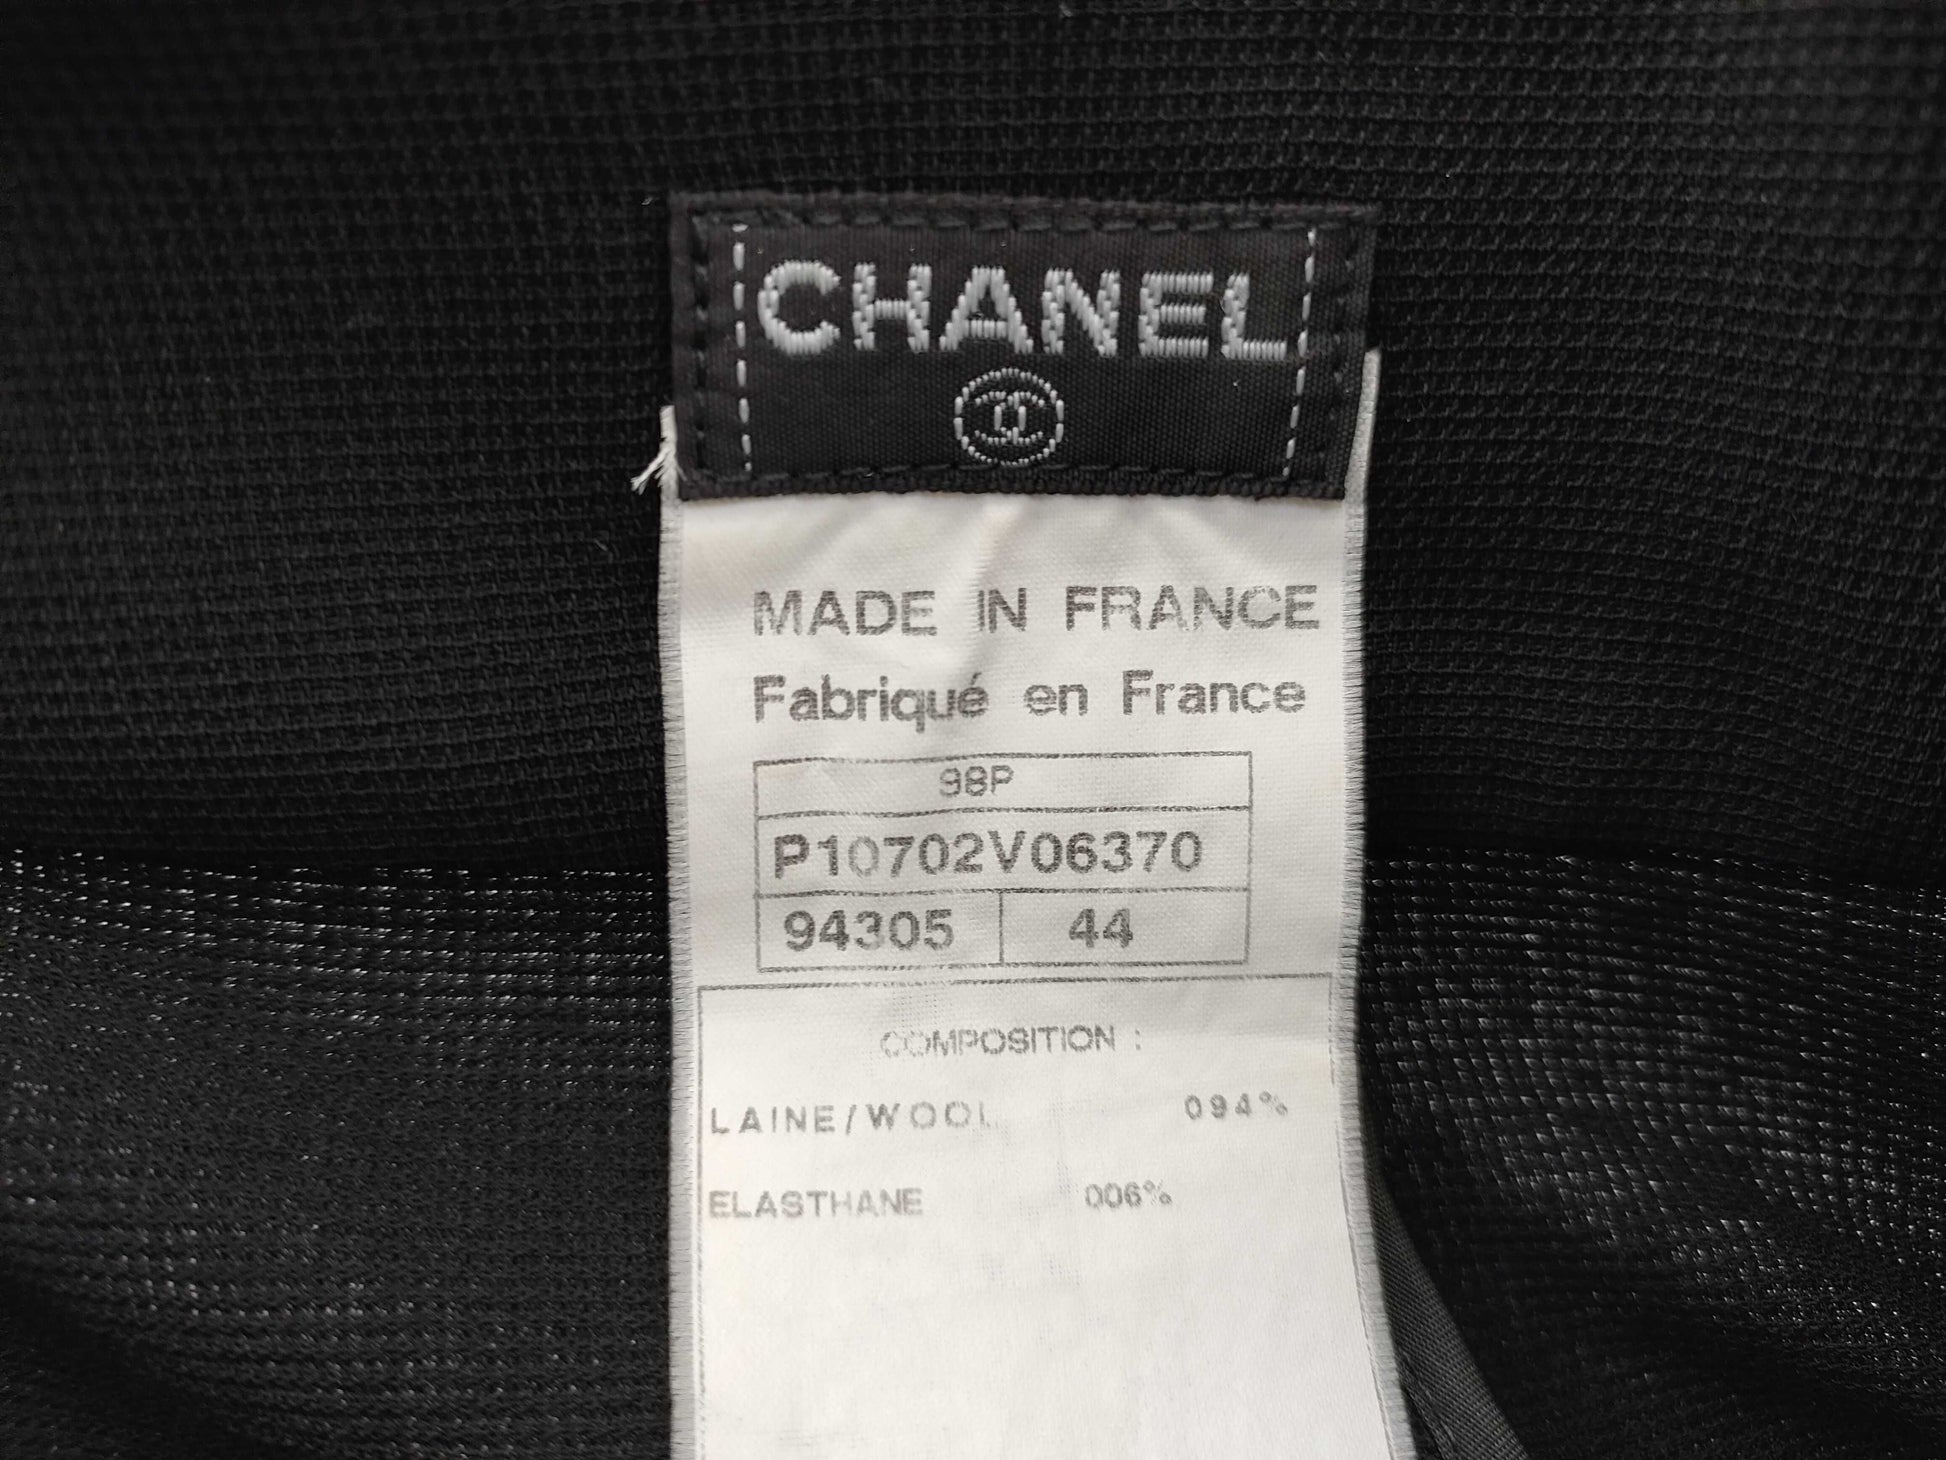 CHANEL
MADE IN FRANCE
Fabriqué en France
98P
P10702V06370
94305 44
COMPOSITION :
LAINE/WOOL 094%
ELASTHANE 006%